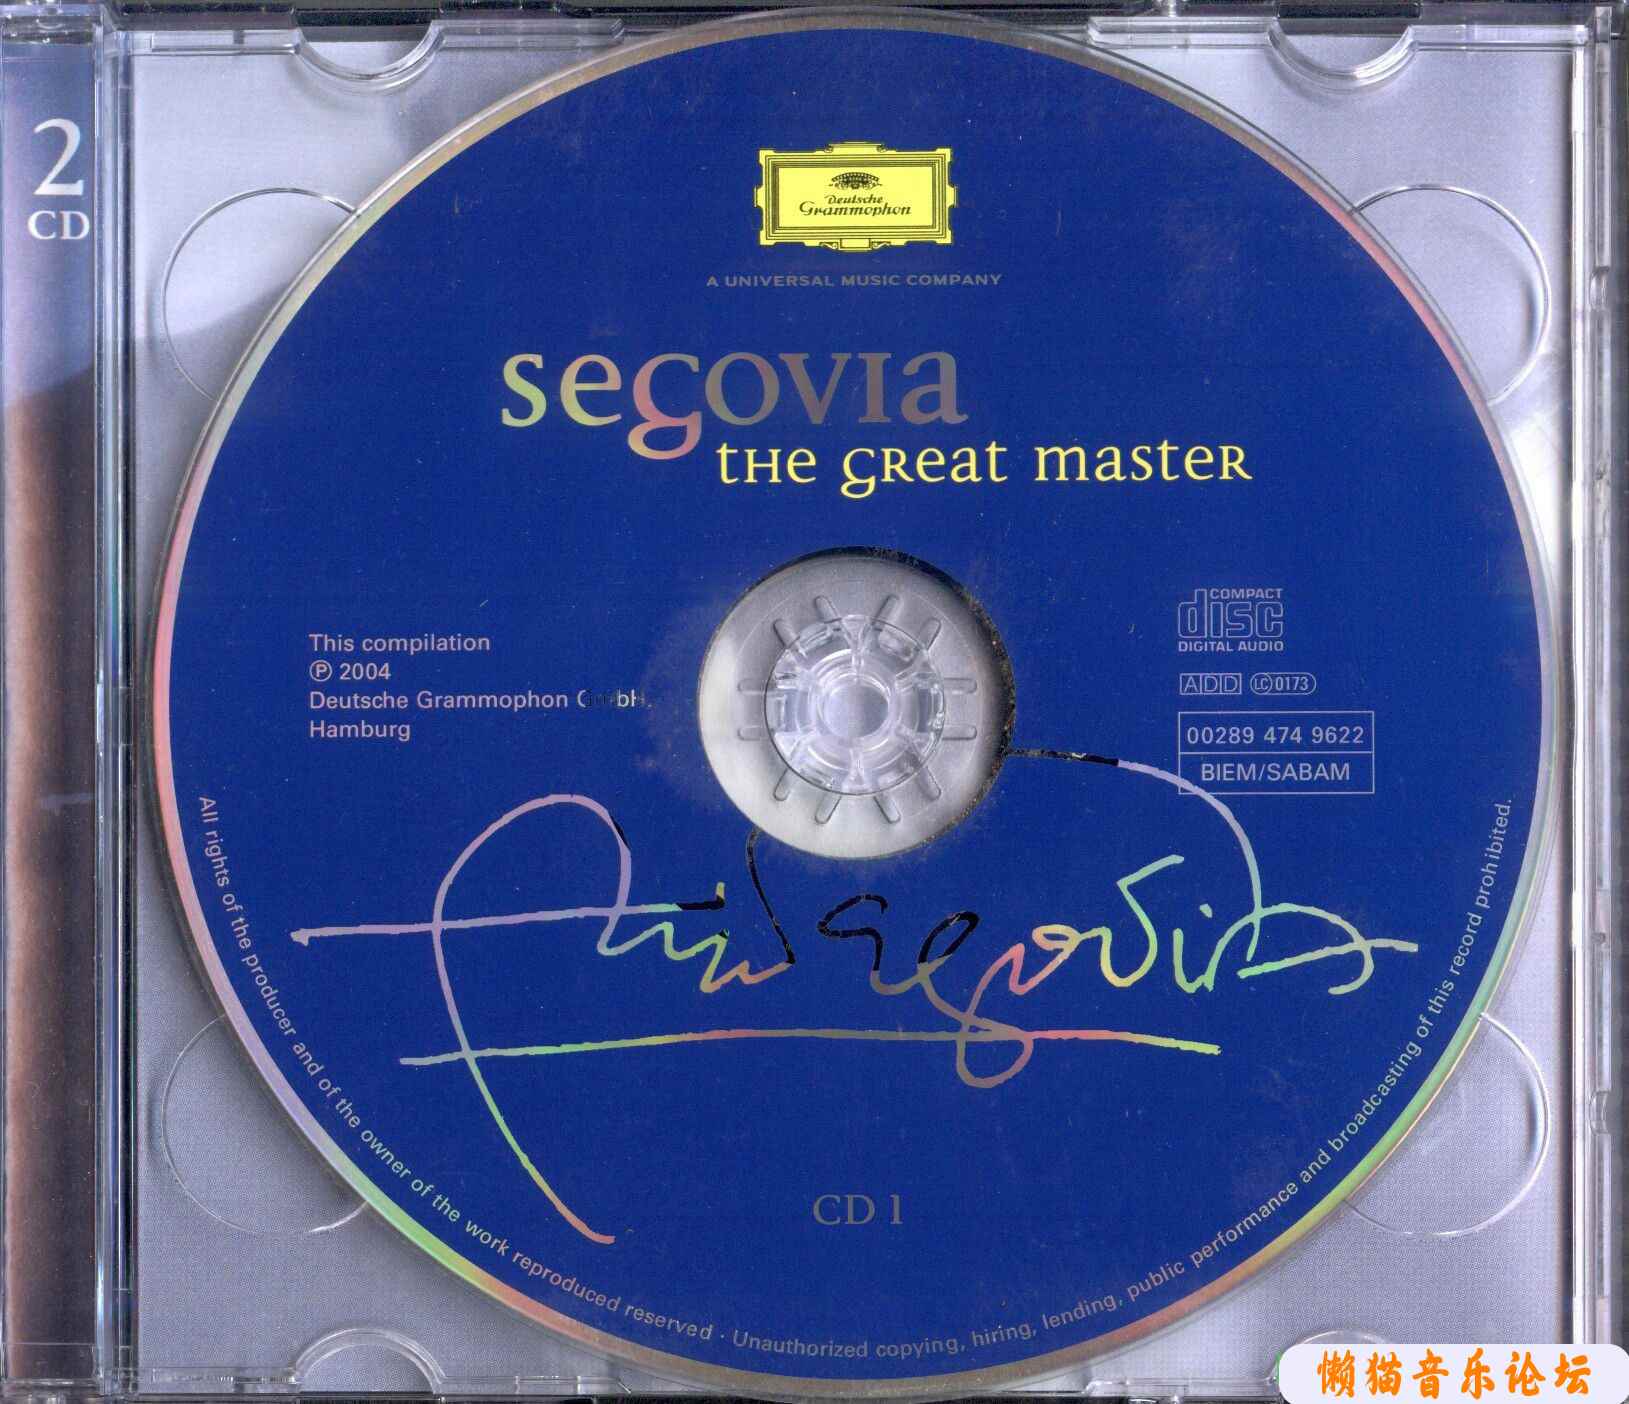 2
CD
Deutsche
Grammophon
A UNIVERSAL MUSIC COMPANY
segovia
the great master
This compilation
℗ 2004
Deutsche Grammophon GmbH,
Hamburg
COMPACT
disc
DIGITAL AUDIO
ADD LC 0173
00289 474 9622
BIEM/SABAM
Segovia
CD 1
All rights of the producer and of the owner of the work reproduced reserved · Unauthorized copying, hiring, lending, public performance and broadcasting of this record prohibited.
懒猫音乐论坛